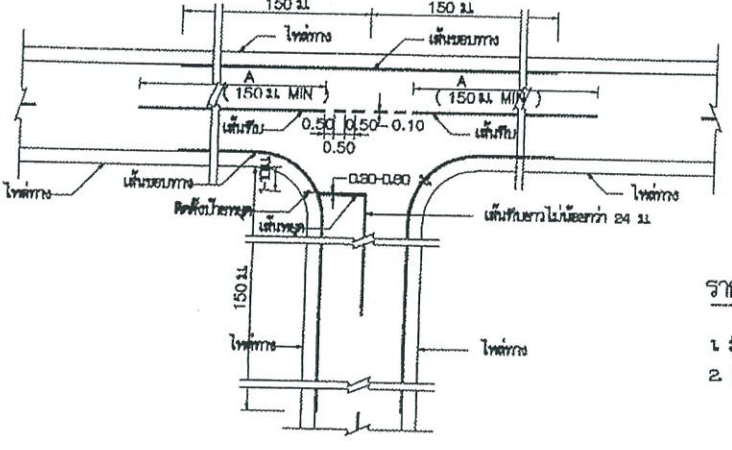 150 ม. 150 ม.
ไหล่ทาง
เส้นขอบทาง
A A
( 150 ม. MIN ) ( 150 ม. MIN )
เส้นทึบ 0.50 0.50 0.10 เส้นทึบ
0.50
ไหล่ทาง เส้นขอบทาง 0.30-0.60 ไหล่ทาง
ติดตั้งป้ายหยุด
เส้นหยุด เส้นทึบยาวไม่น้อยกว่า 24 ม.
150 ม.
ไหล่ทาง ไหล่ทาง
1.
2.